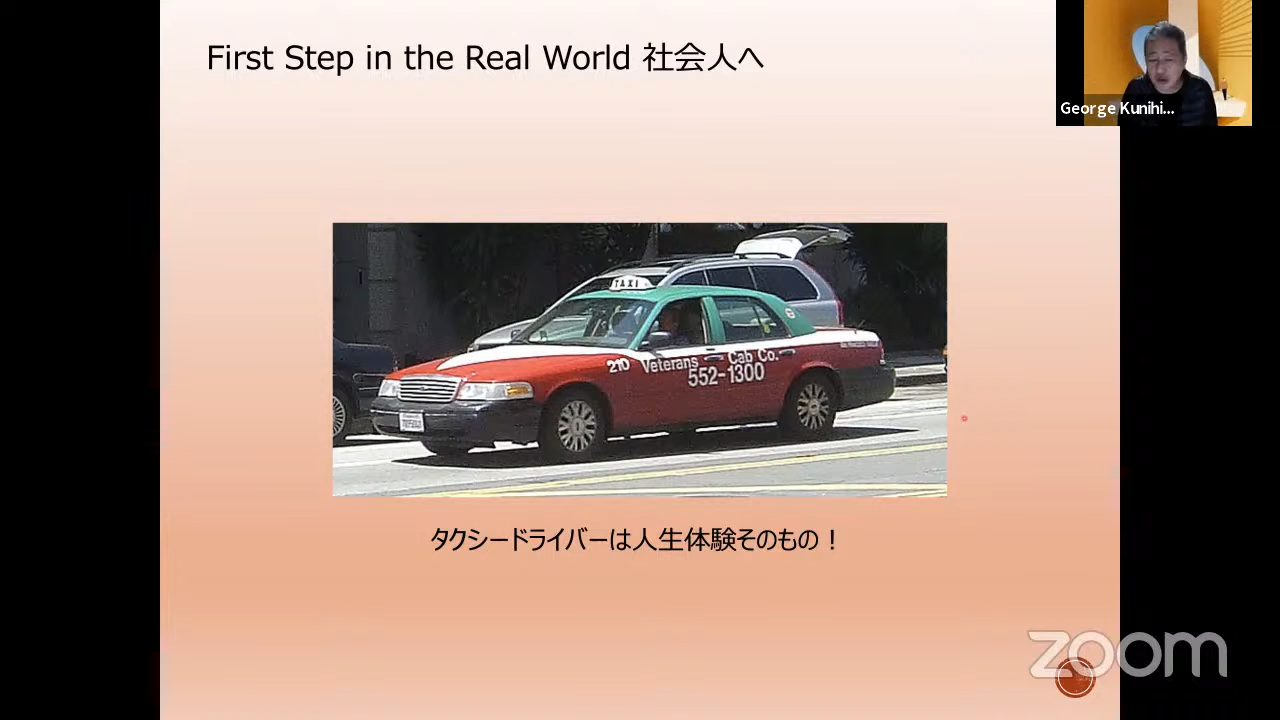 First Step in the Real World 社会人へ
George Kunihi...
TAXI
210 Veterans Cab Co.
552-1300
タクシードライバーは人生体験そのもの！
zoom